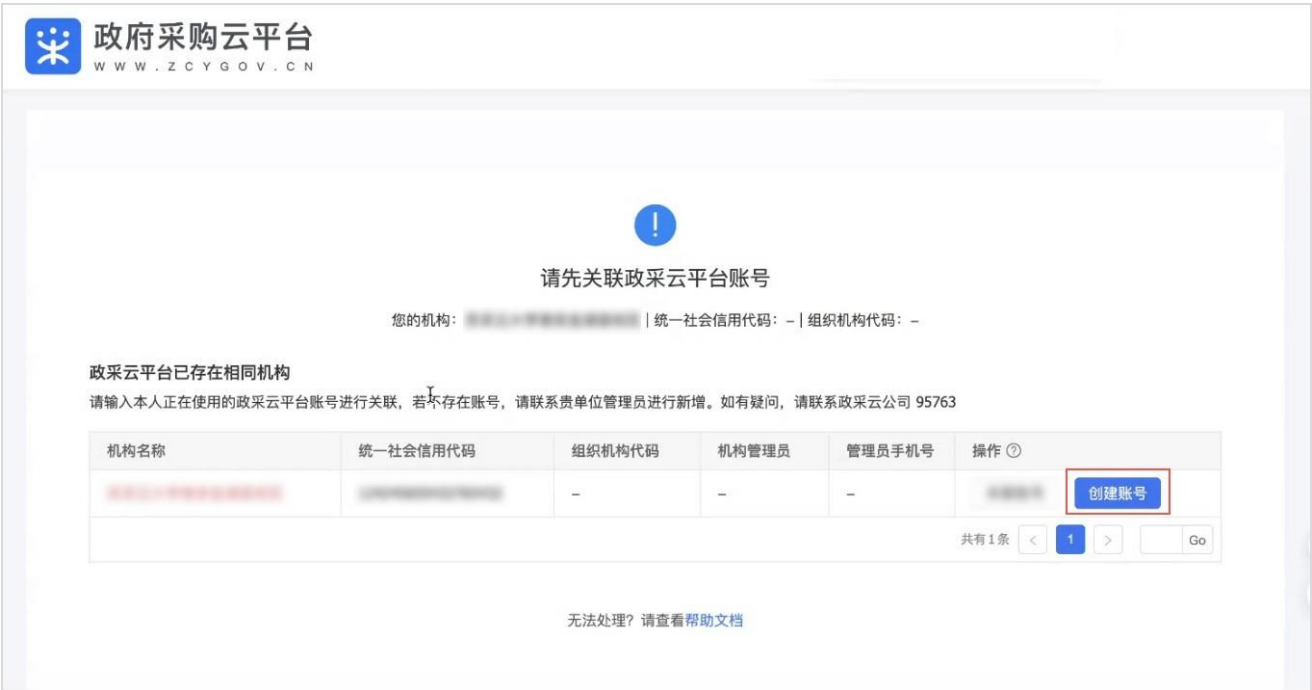 政府采购云平台
WWW.ZCYGOV.CN
请先关联政采云平台账号
您的机构： | 统一社会信用代码：– | 组织机构代码：–
政采云平台已存在相同机构
请输入本人正在使用的政采云平台账号进行关联，若不存在账号，请联系贵单位管理员进行新增。如有疑问，请联系政采云公司 95763
机构名称 统一社会信用代码 组织机构代码 机构管理员 管理员手机号 操作 ?
– – – 创建账号
共有 1 条 < 1 > Go
无法处理？请查看帮助文档